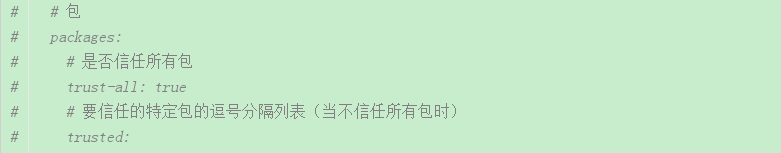 #   # 包
#   packages:
#     # 是否信任所有包
#     trust-all: true
#     # 要信任的特定包的逗号分隔列表（当不信任所有包时）
#     trusted: